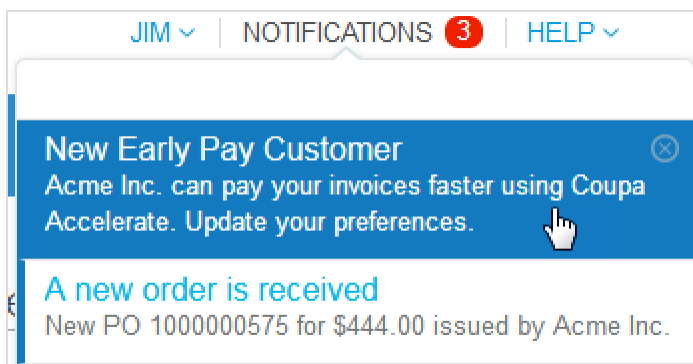 JIM NOTIFICATIONS 3 HELP
New Early Pay Customer
Acme Inc. can pay your invoices faster using Coupa
Accelerate. Update your preferences.
A new order is received
New PO 1000000575 for $444.00 issued by Acme Inc.